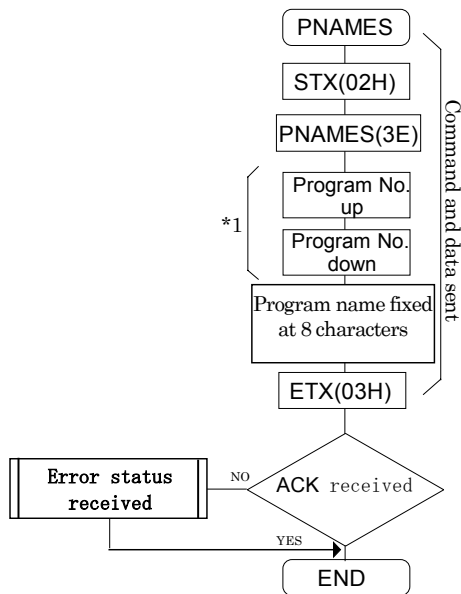 PNAMES
STX(02H)
PNAMES(3E)
Program No.
up
*1
Program No.
down
Program name fixed
at 8 characters
ETX(03H)
Command and data sent
ACK received
NO
Error status
received
YES
END